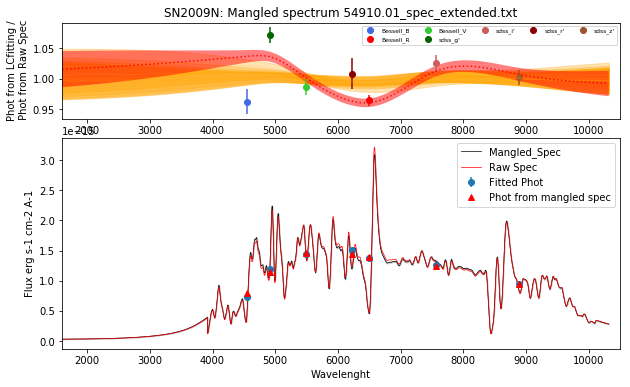 SN2009N: Mangled spectrum 54910.01_spec_extended.txt
Phot from LCfitting /
Phot from Raw Spec
Bessell_B
Bessell_R
Bessell_V
sdss_g'
sdss_i'
sdss_r'
sdss_z'
1.05
1.00
0.95
2000 3000 4000 5000 6000 7000 8000 9000 10000
1e−15
Flux erg s-1 cm-2 A-1
Mangled_Spec
Raw Spec
Fitted Phot
Phot from mangled spec
3.0
2.5
2.0
1.5
1.0
0.5
0.0
2000 3000 4000 5000 6000 7000 8000 9000 10000
Wavelenght